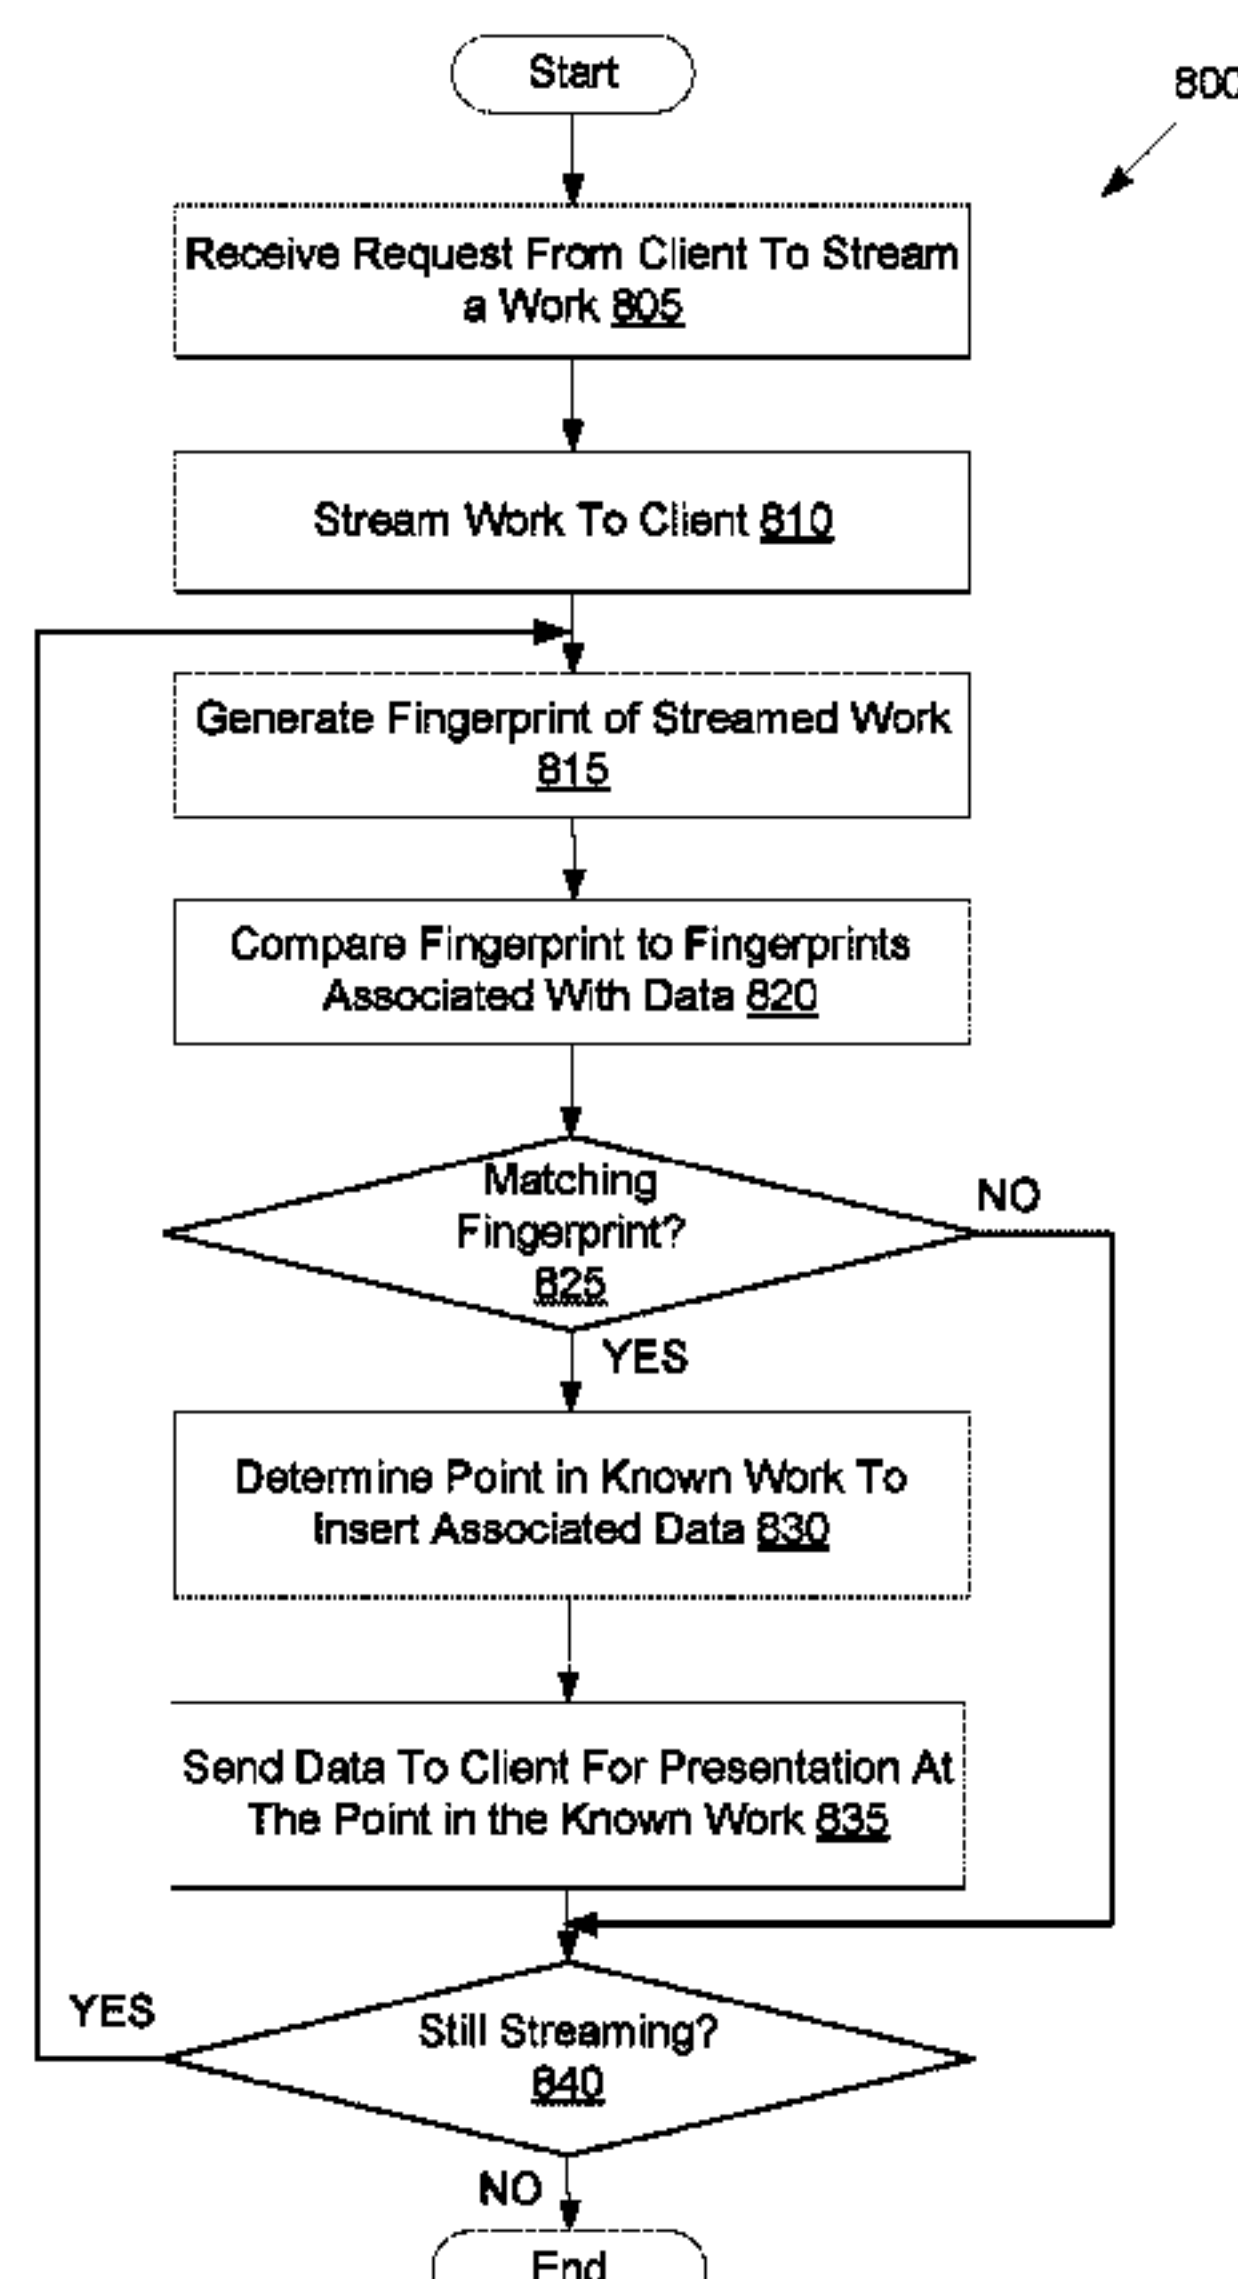 Start
800
Receive Request From Client To Stream
a Work 805
Stream Work To Client 810
Generate Fingerprint of Streamed Work
815
Compare Fingerprint to Fingerprints
Associated With Data 820
Matching
Fingerprint?
825
NO
YES
Determine Point in Known Work To
Insert Associated Data 830
Send Data To Client For Presentation At
The Point in the Known Work 835
YES
Still Streaming?
840
NO
End